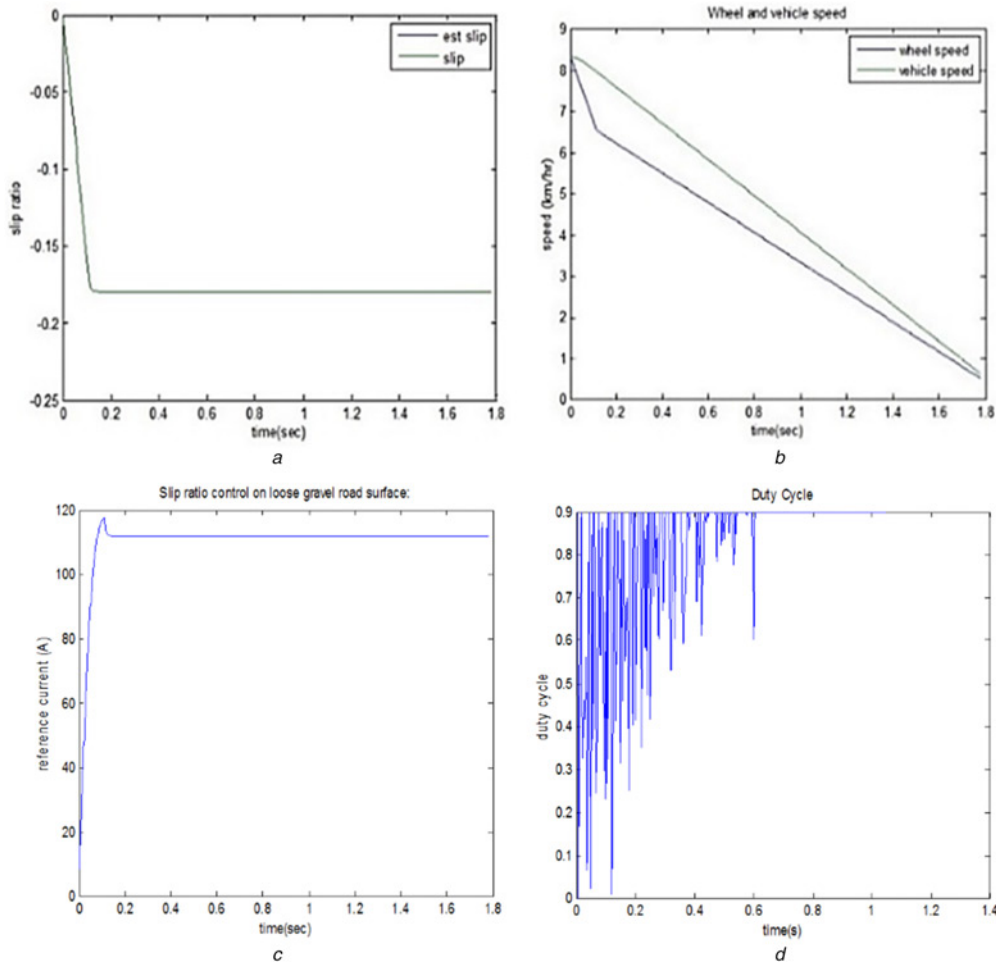 0
-0.05
-0.1
-0.15
-0.2
-0.25
slip ratio
est slip
slip
0 0.2 0.4 0.6 0.8 1 1.2 1.4 1.6 1.8
time(sec)
a
Wheel and vehicle speed
9
8
7
6
5
4
3
2
1
0
speed (km/hr)
wheel speed
vehicle speed
0 0.2 0.4 0.6 0.8 1 1.2 1.4 1.6 1.8
time(sec)
b
Slip ratio control on loose gravel road surface:
120
100
80
60
40
20
0
reference current (A)
0 0.2 0.4 0.6 0.8 1 1.2 1.4 1.6 1.8
time(sec)
c
Duty Cycle
0.9
0.8
0.7
0.6
0.5
0.4
0.3
0.2
0.1
0
duty cycle
0 0.2 0.4 0.6 0.8 1 1.2 1.4
time(s)
d